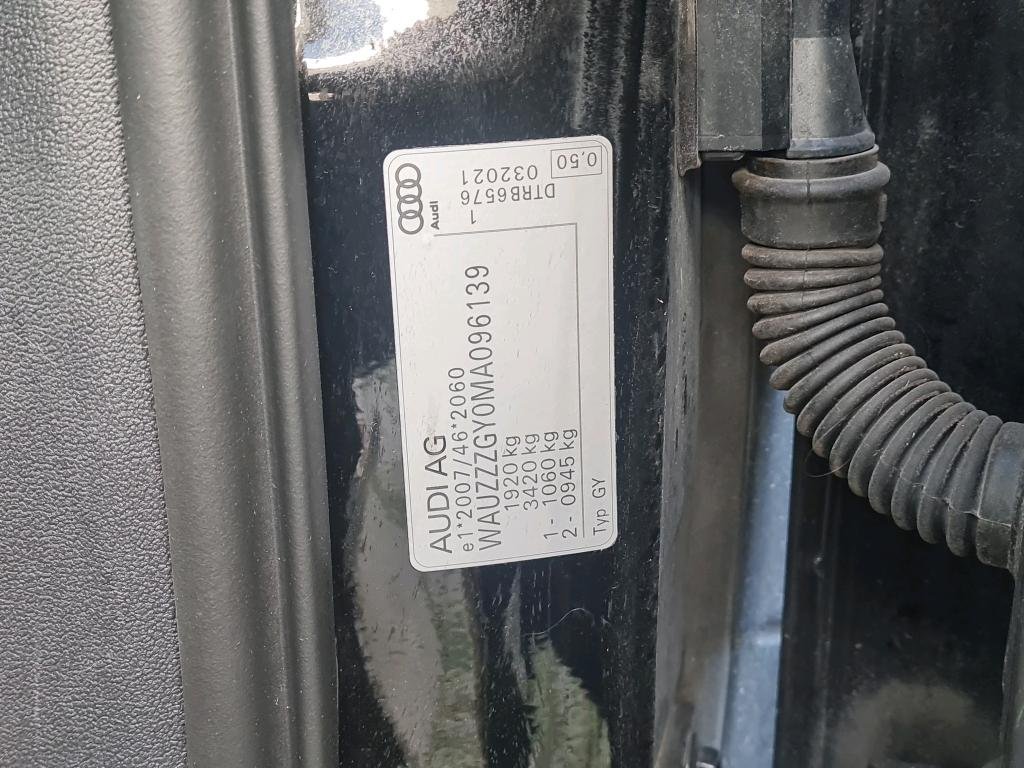 AUDI AG
e1*2007/46*2060
WAUZZZGY0MA096139
1920 kg
3420 kg
1 - 1060 kg
2 - 0945 kg
Typ GY
Audi
1
DTRB6576
032021
0,50